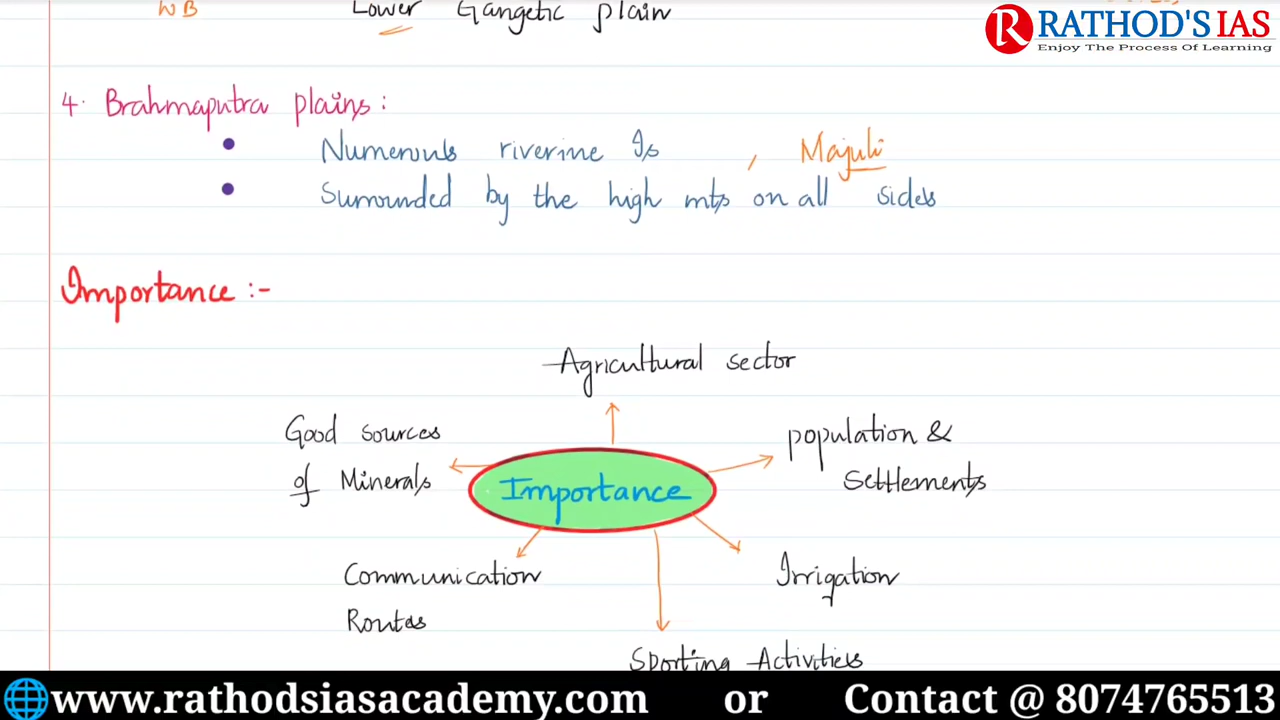 WB Lower Gangetic plain
RATHOD'S IAS
Enjoy The Process Of Learning
4. Brahmaputra plains:
Numerous riverine Is , Majuli
Surrounded by the high mts on all sides
Importance :-
Agricultural sector
Good sources
of Minerals
population &
Settlements
Importance
Communication
Routes
Irrigation
Sporting Activities
www.rathodsiasacademy.com or Contact @ 8074765513